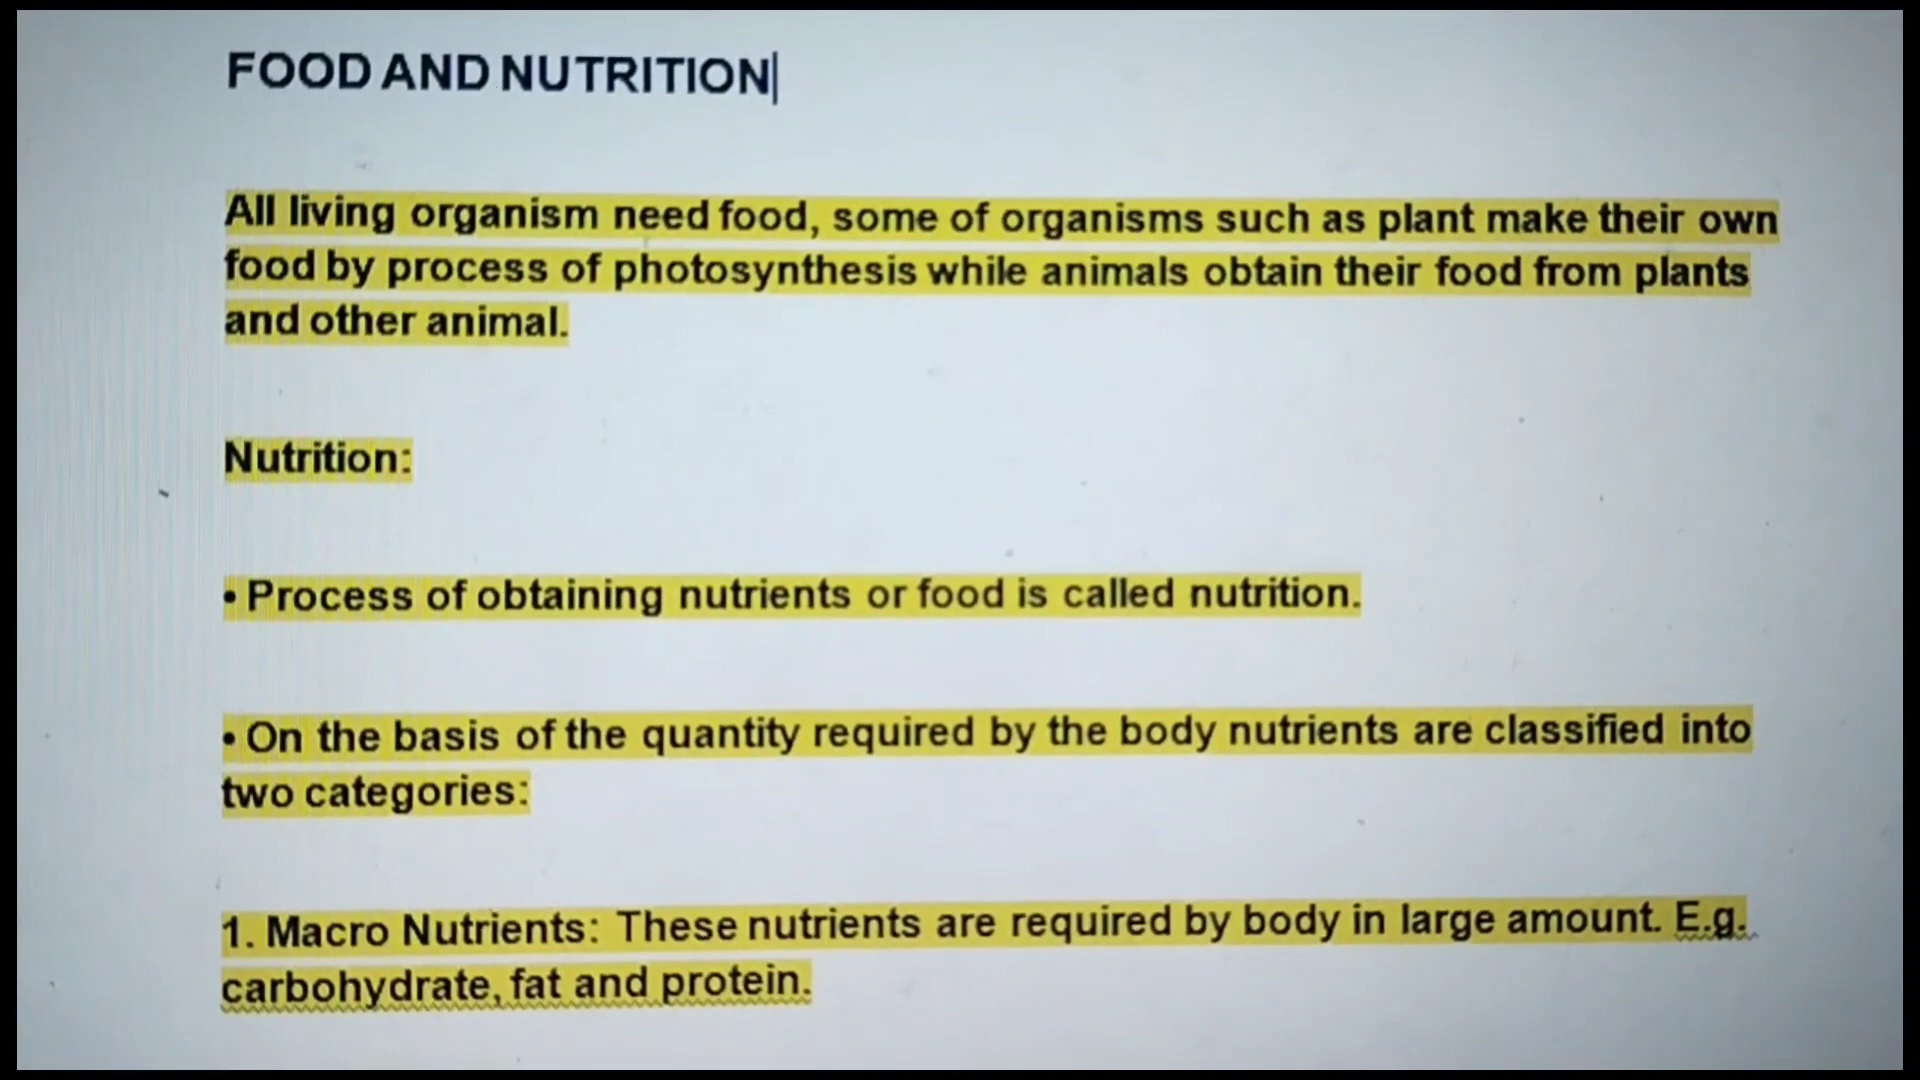 FOOD AND NUTRITION
All living organism need food, some of organisms such as plant make their own
food by process of photosynthesis while animals obtain their food from plants
and other animal.
Nutrition:
• Process of obtaining nutrients or food is called nutrition.
• On the basis of the quantity required by the body nutrients are classified into
two categories:
1. Macro Nutrients: These nutrients are required by body in large amount. E.g.
carbohydrate, fat and protein.